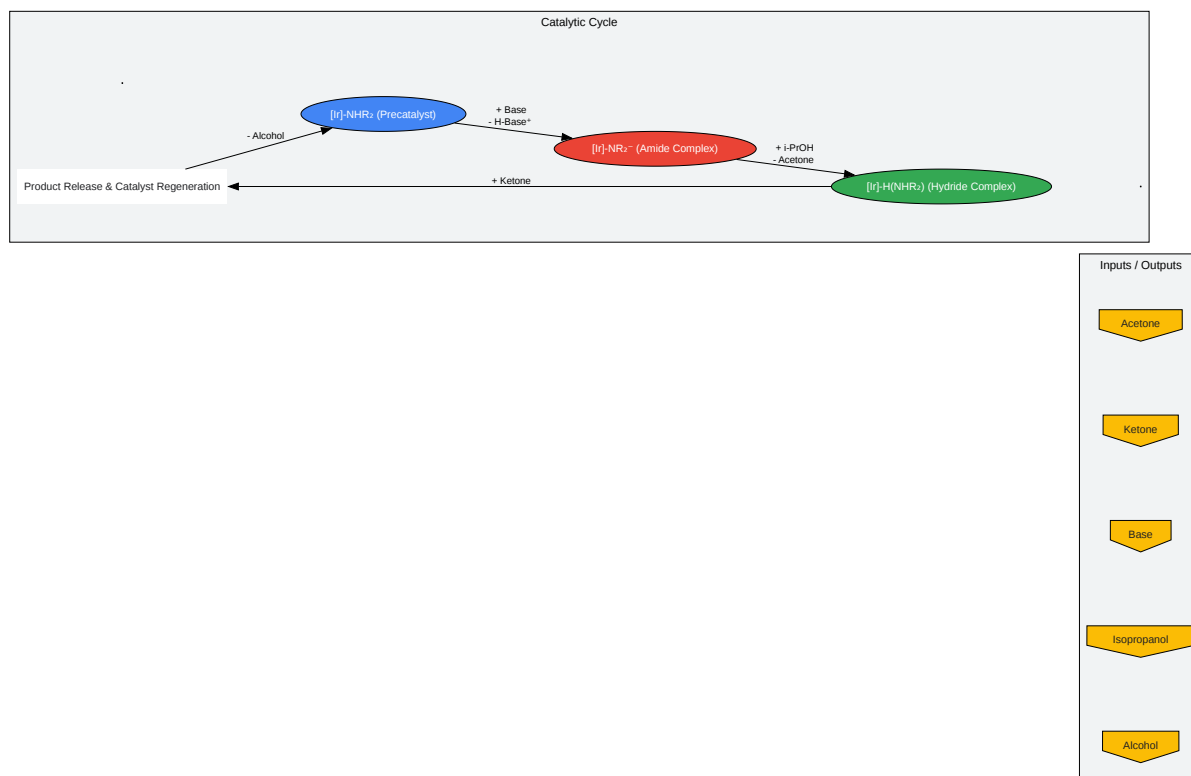 Catalytic Cycle
[Ir]-NHR₂ (Precatalyst)
+ Base
- H-Base⁺
- Alcohol
[Ir]-NR₂⁻ (Amide Complex)
+ i-PrOH
- Acetone
Product Release & Catalyst Regeneration
+ Ketone
[Ir]-H(NHR₂) (Hydride Complex)
Inputs / Outputs
Acetone
Ketone
Base
Isopropanol
Alcohol